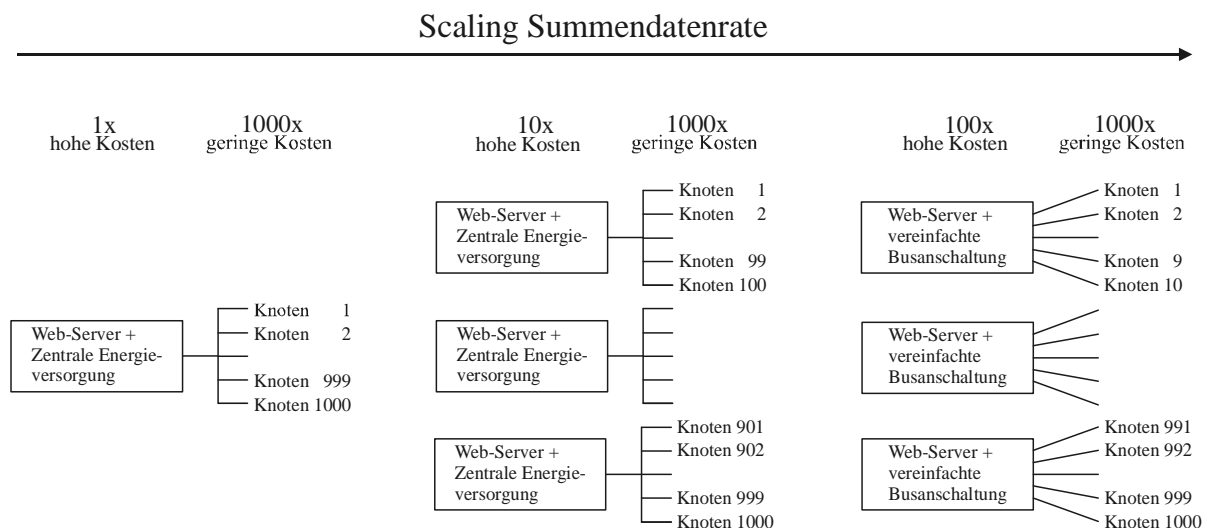 Scaling Summendatenrate
1x
hohe Kosten
1000x
geringe Kosten
10x
hohe Kosten
1000x
geringe Kosten
100x
hohe Kosten
1000x
geringe Kosten
Web-Server +
Zentrale Energie-
versorgung
Knoten 1
Knoten 2
Knoten 999
Knoten 1000
Web-Server +
Zentrale Energie-
versorgung
Knoten 1
Knoten 2
Knoten 99
Knoten 100
Web-Server +
Zentrale Energie-
versorgung
Web-Server +
Zentrale Energie-
versorgung
Knoten 901
Knoten 902
Knoten 999
Knoten 1000
Web-Server +
vereinfachte
Busanschaltung
Knoten 1
Knoten 2
Knoten 9
Knoten 10
Web-Server +
vereinfachte
Busanschaltung
Web-Server +
vereinfachte
Busanschaltung
Knoten 991
Knoten 992
Knoten 999
Knoten 1000